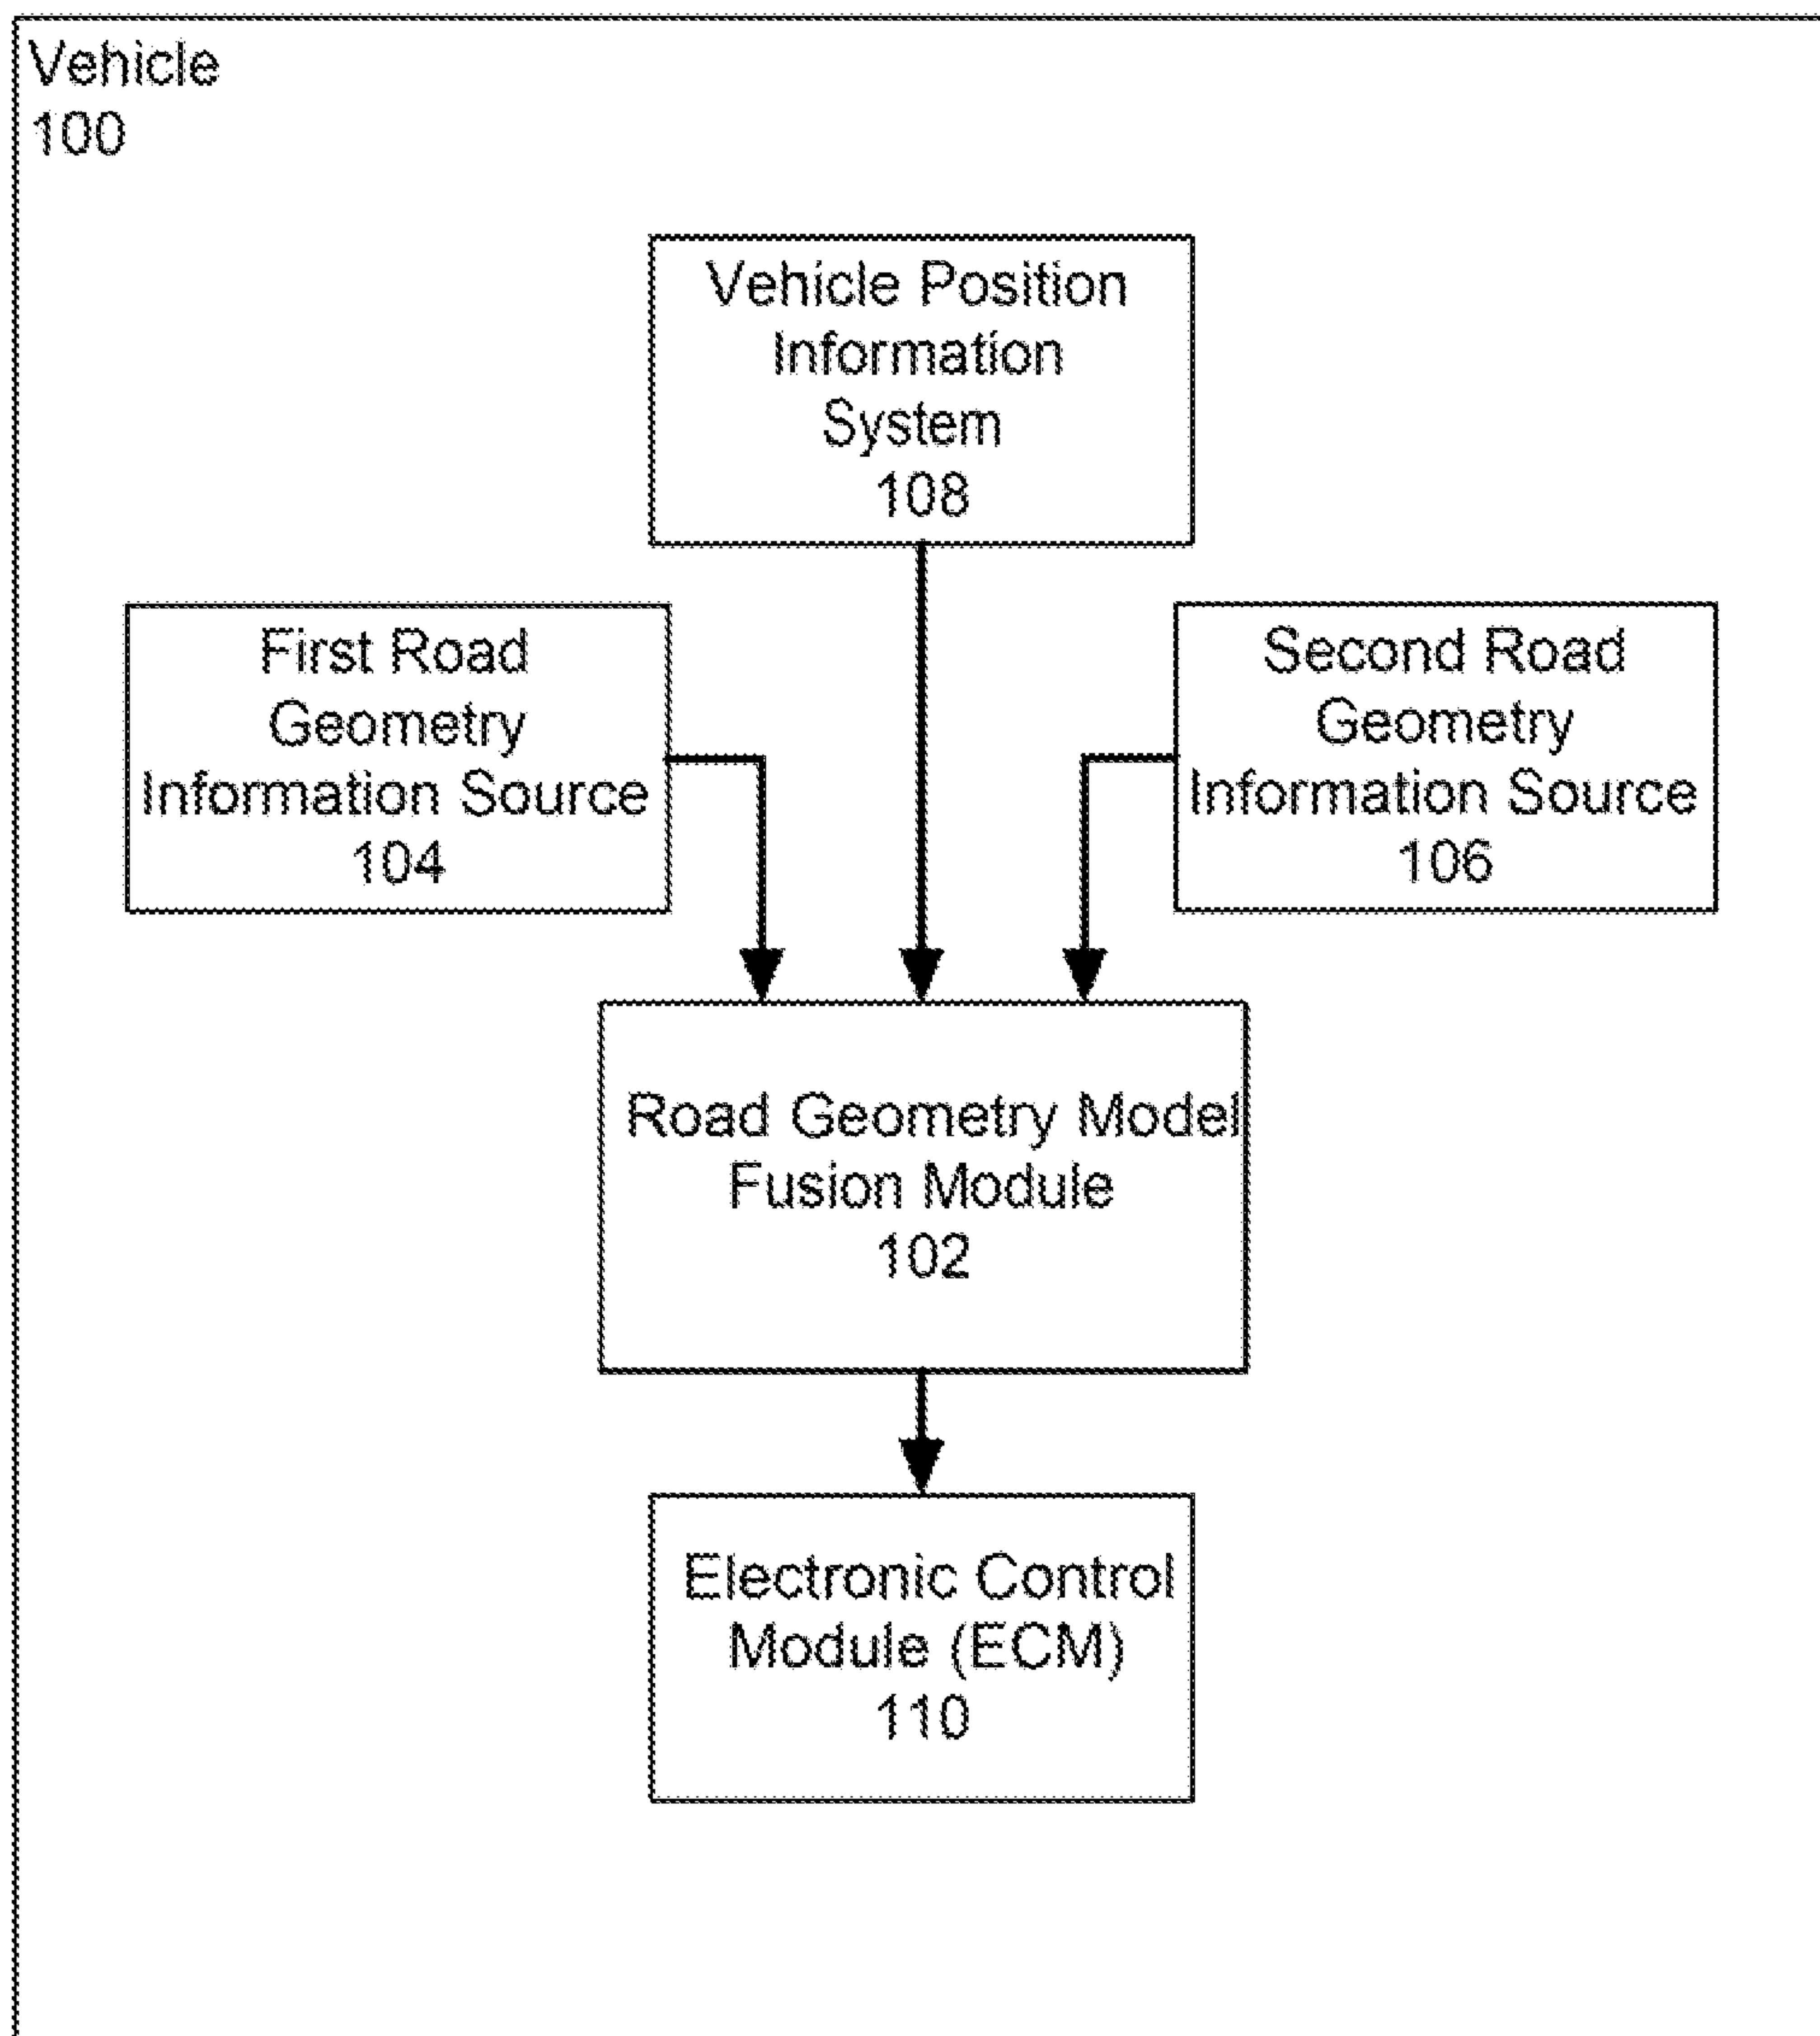 Vehicle
100
Vehicle Position
Information
System
108
First Road
Geometry
Information Source
104
Second Road
Geometry
Information Source
106
Road Geometry Model
Fusion Module
102
Electronic Control
Module (ECM)
110